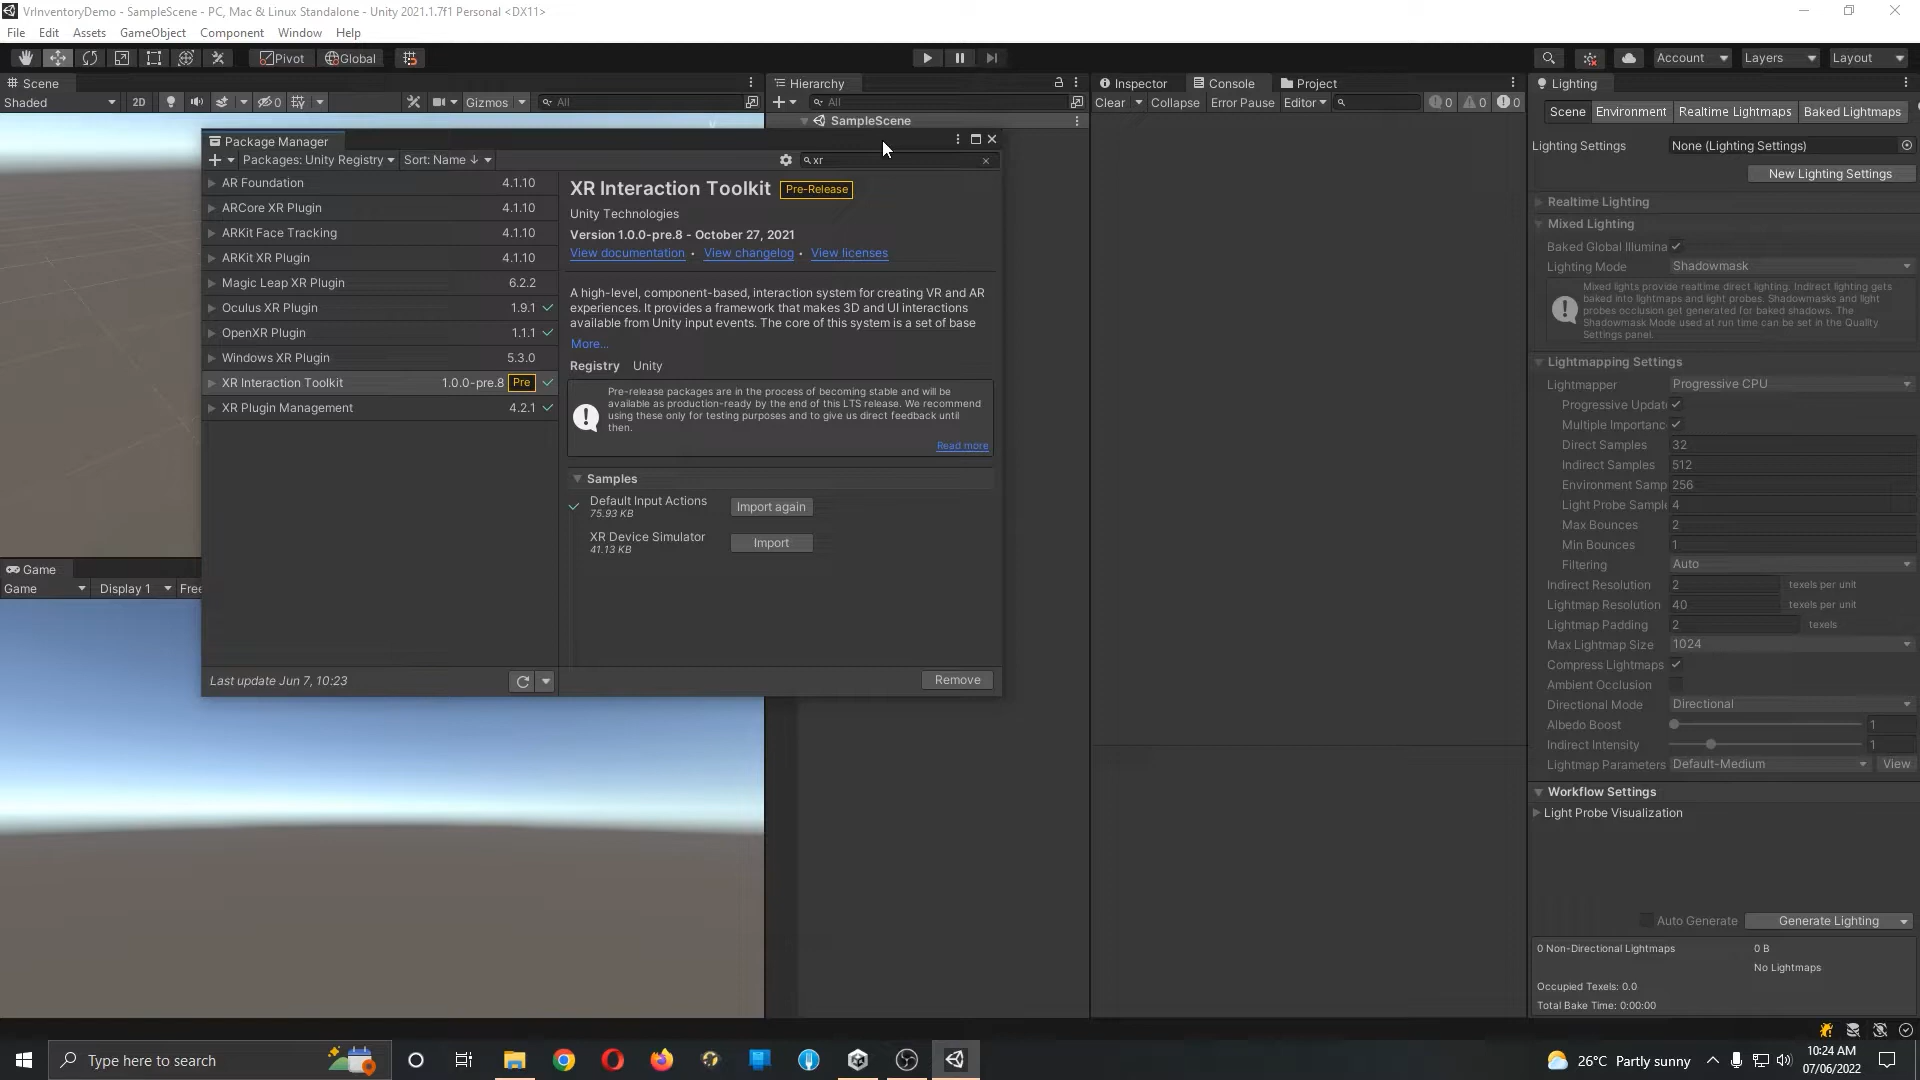 VrInventoryDemo - SampleScene - PC, Mac & Linux Standalone - Unity 2021.1.7f1 Personal <DX11>
File Edit Assets GameObject Component Window Help
Pivot Global Account Layers Layout
Scene
Shaded 2D Gizmos All
Hierarchy
All
SampleScene
Inspector Console Project
Clear Collapse Error Pause Editor 0 0 0
Package Manager
Packages: Unity Registry Sort: Name ↓ xr
AR Foundation 4.1.10
ARCore XR Plugin 4.1.10
ARKit Face Tracking 4.1.10
ARKit XR Plugin 4.1.10
Magic Leap XR Plugin 6.2.2
Oculus XR Plugin 1.9.1
OpenXR Plugin 1.1.1
Windows XR Plugin 5.3.0
XR Interaction Toolkit 1.0.0-pre.8 Pre
XR Plugin Management 4.2.1
Last update Jun 7, 10:23
XR Interaction Toolkit Pre-Release
Unity Technologies
Version 1.0.0-pre.8 - October 27, 2021
View documentation • View changelog • View licenses
A high-level, component-based, interaction system for creating VR and AR
experiences. It provides a framework that makes 3D and UI interactions
available from Unity input events. The core of this system is a set of base
More...
Registry Unity
Pre-release packages are in the process of becoming stable and will be
available as production-ready by the end of this LTS release. We recommend
using these only for testing purposes and to give us direct feedback until
then.
Read more
Samples
Default Input Actions Import again
75.93 KB
XR Device Simulator Import
41.13 KB
Remove
Game
Game Display 1 Free
Lighting
Scene Environment Realtime Lightmaps Baked Lightmaps
Lighting Settings None (Lighting Settings)
New Lighting Settings
Realtime Lighting
Mixed Lighting
Baked Global Illumina
Lighting Mode Shadowmask
Mixed lights provide realtime direct lighting. Indirect lighting gets
baked into lightmaps and light probes. Shadowmasks and light
probes occlusion get generated for baked shadows. The
Shadowmask Mode used at run time can be set in the Quality
Settings panel.
Lightmapping Settings
Lightmapper Progressive CPU
Progressive Updat
Multiple Importanc
Direct Samples 32
Indirect Samples 512
Environment Samp 256
Light Probe Sample 4
Max Bounces 2
Min Bounces 1
Filtering Auto
Indirect Resolution 2 texels per unit
Lightmap Resolution 40 texels per unit
Lightmap Padding 2 texels
Max Lightmap Size 1024
Compress Lightmaps
Ambient Occlusion
Directional Mode Directional
Albedo Boost 1
Indirect Intensity 1
Lightmap Parameters Default-Medium View
Workflow Settings
Light Probe Visualization
Auto Generate Generate Lighting
0 Non-Directional Lightmaps 0 B
No Lightmaps
Occupied Texels: 0.0
Total Bake Time: 0:00:00
Type here to search
26°C Partly sunny
10:24 AM
07/06/2022